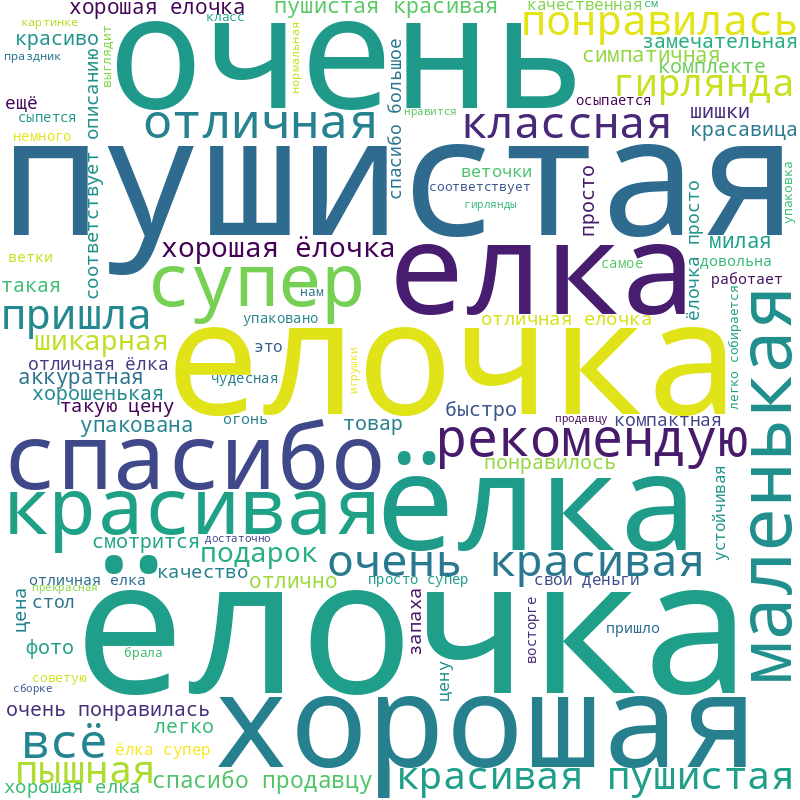 хорошая елочка
пушистая красивая
качественная
см
картинке
класс
очень
понравилась
красиво
выглядит
нормальная
замечательная
праздник
симпатичная
комплекте
гирлянда
ещё
сыпется
соответствует описанию
спасибо большое
нравится
осыпается
шишки
красавица
немного
отличная
классная
пушистая
веточки
соответствует
гирлянды
просто
упаковка
ветки
хорошая ёлочка
елка
ёлочка просто
милая
самое
довольна
работает
такая
супер
нам
пришла
упаковано
отличная елочка
легко собирается
маленькая
шикарная
это
елочка
отличная ёлка
аккуратная
чудесная
игрушки
хорошенькая
такую цену
огонь
быстро
продавцу
компактная
упакована
товар
спасибо
рекомендую
понравилось
устойчивая
красивая
ёлка
смотрится
достаточно
подарок
очень красивая
качество
отличная елка
отлично
просто супер
свои деньги
прекрасная
цена
стол
ёлочка
запаха
восторге
пришло
фото
брала
советую
сборке
цену
очень понравилась
хорошая
легко
всё
ёлка супер
пышная
спасибо продавцу
красивая пушистая
хорошая елка